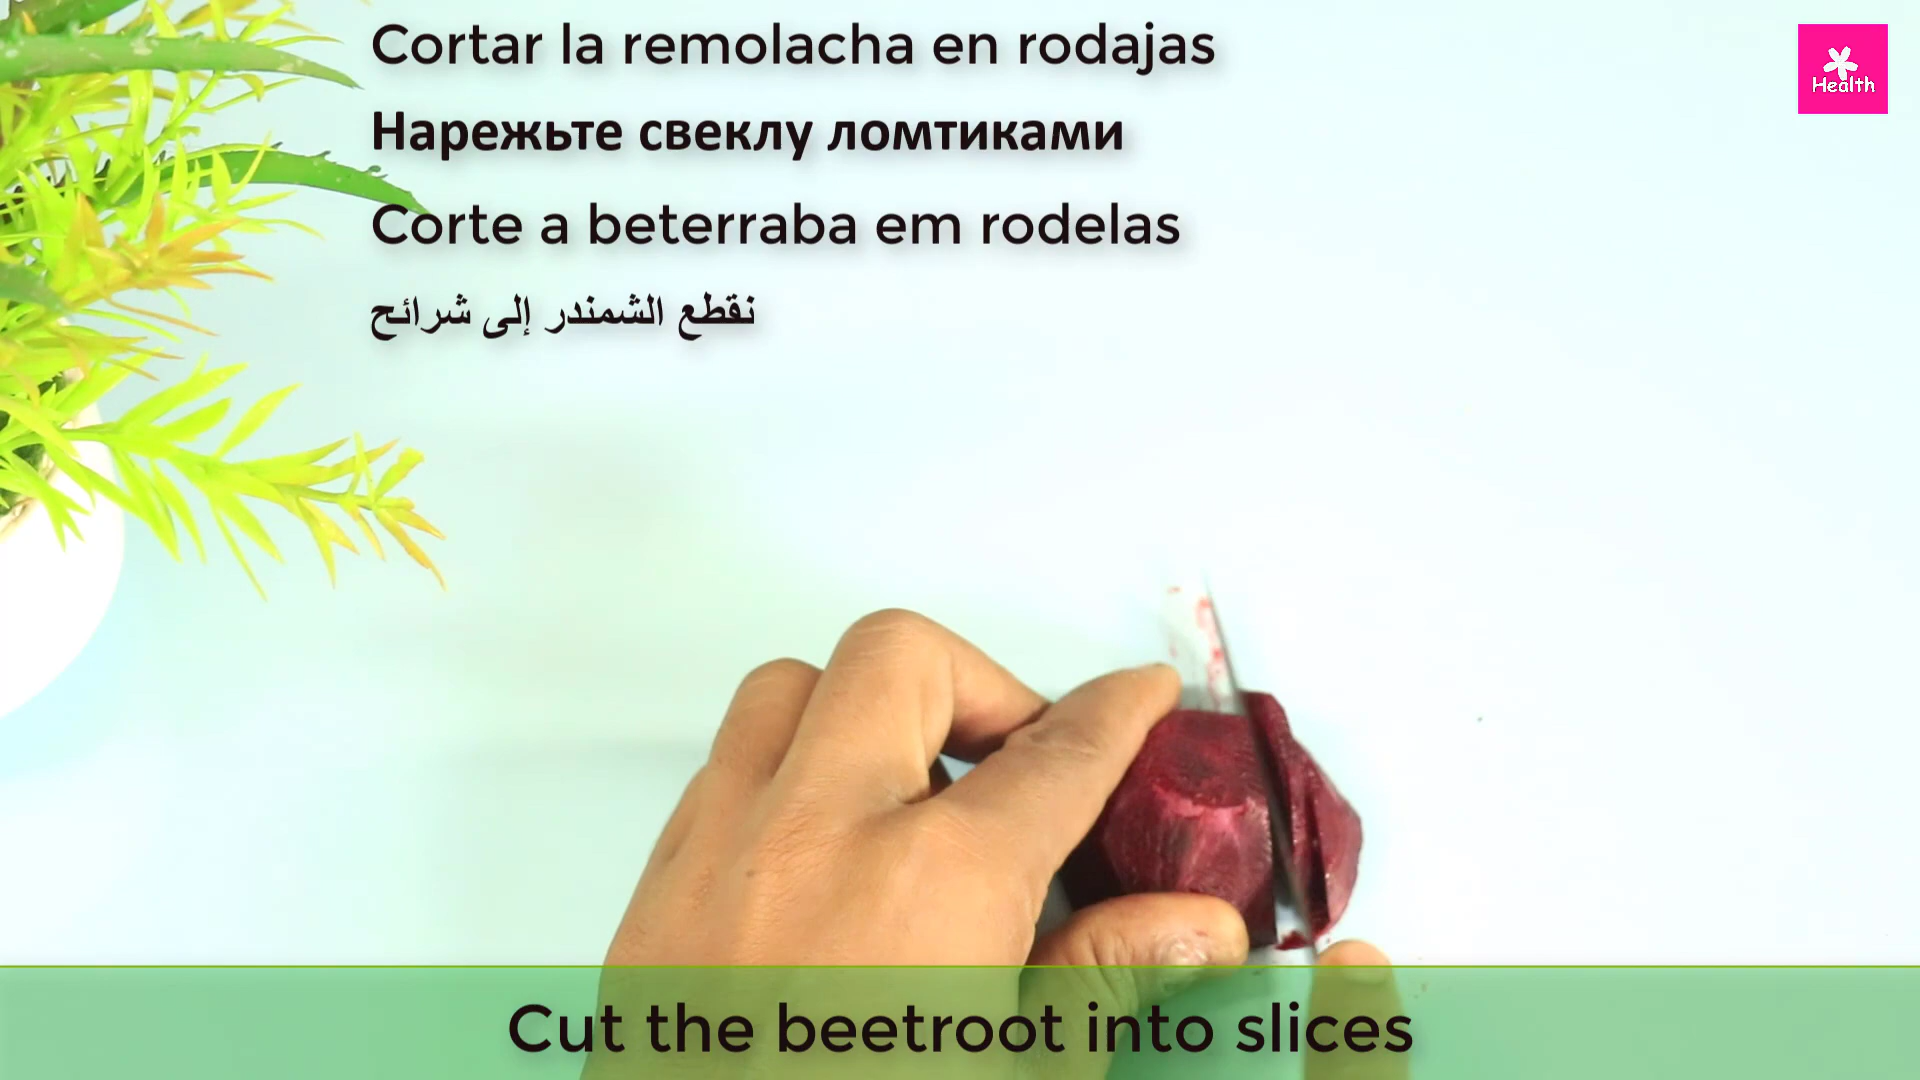 Cortar la remolacha en rodajas
Health
Нарежьте свеклу ломтиками
Corte a beterraba em rodelas
نقطع الشمندر إلى شرائح
Cut the beetroot into slices